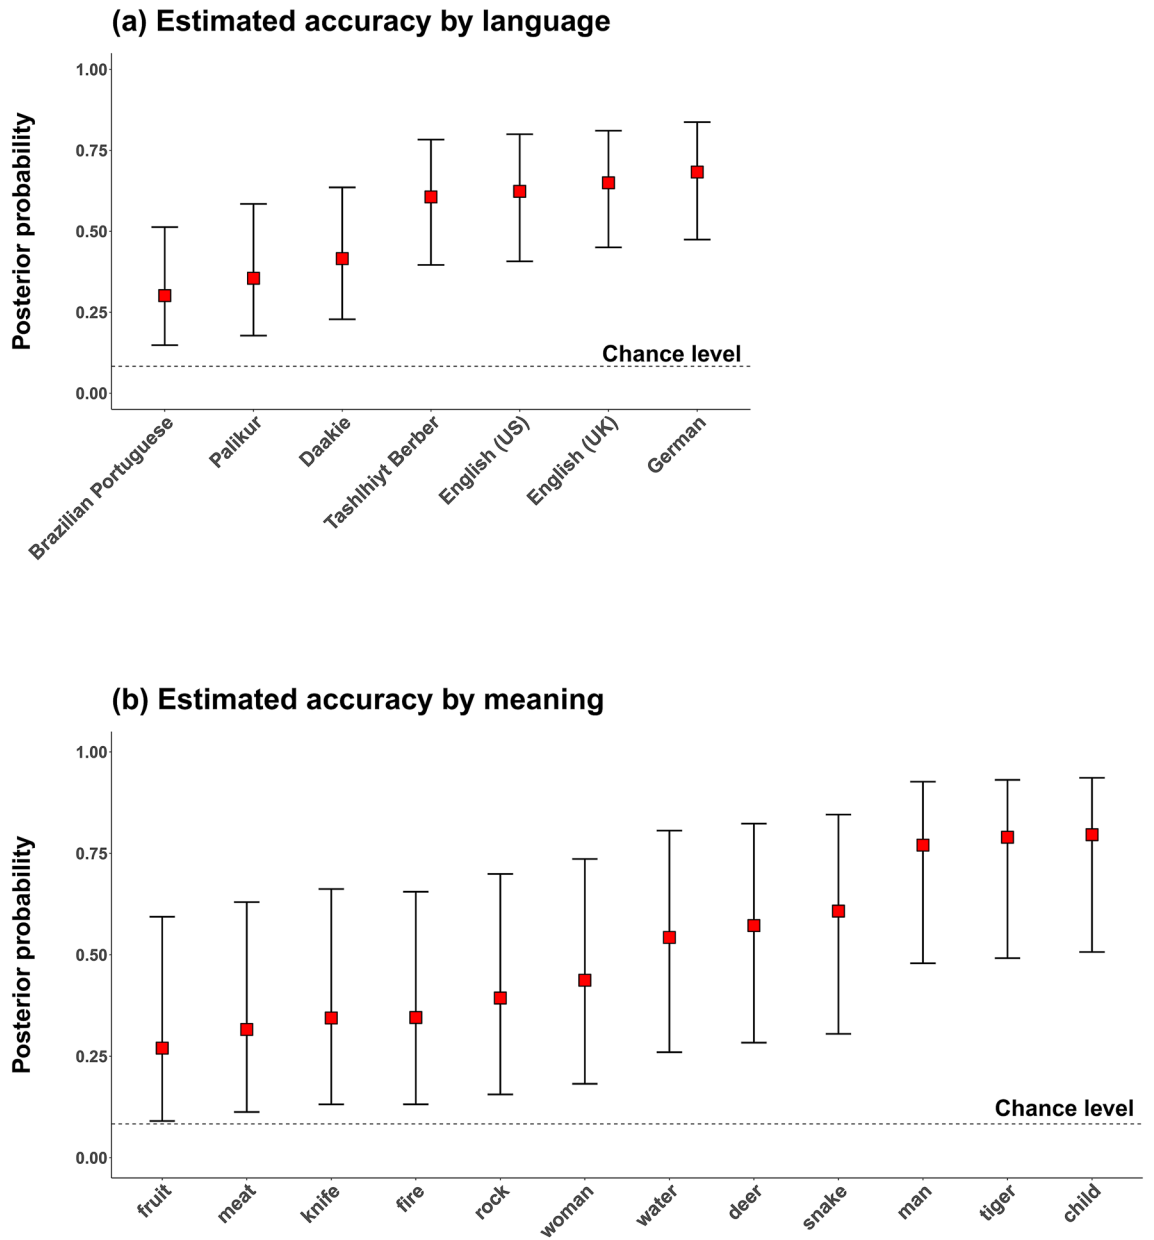 (a) Estimated accuracy by language
Posterior probability
1.00
0.75
0.50
0.25
0.00
Chance level
Brazilian Portuguese
Palikur
Daakie
Tashlhiyt Berber
English (US)
English (UK)
German
(b) Estimated accuracy by meaning
Posterior probability
1.00
0.75
0.50
0.25
0.00
Chance level
fruit
meat
knife
fire
rock
woman
water
deer
snake
man
tiger
child